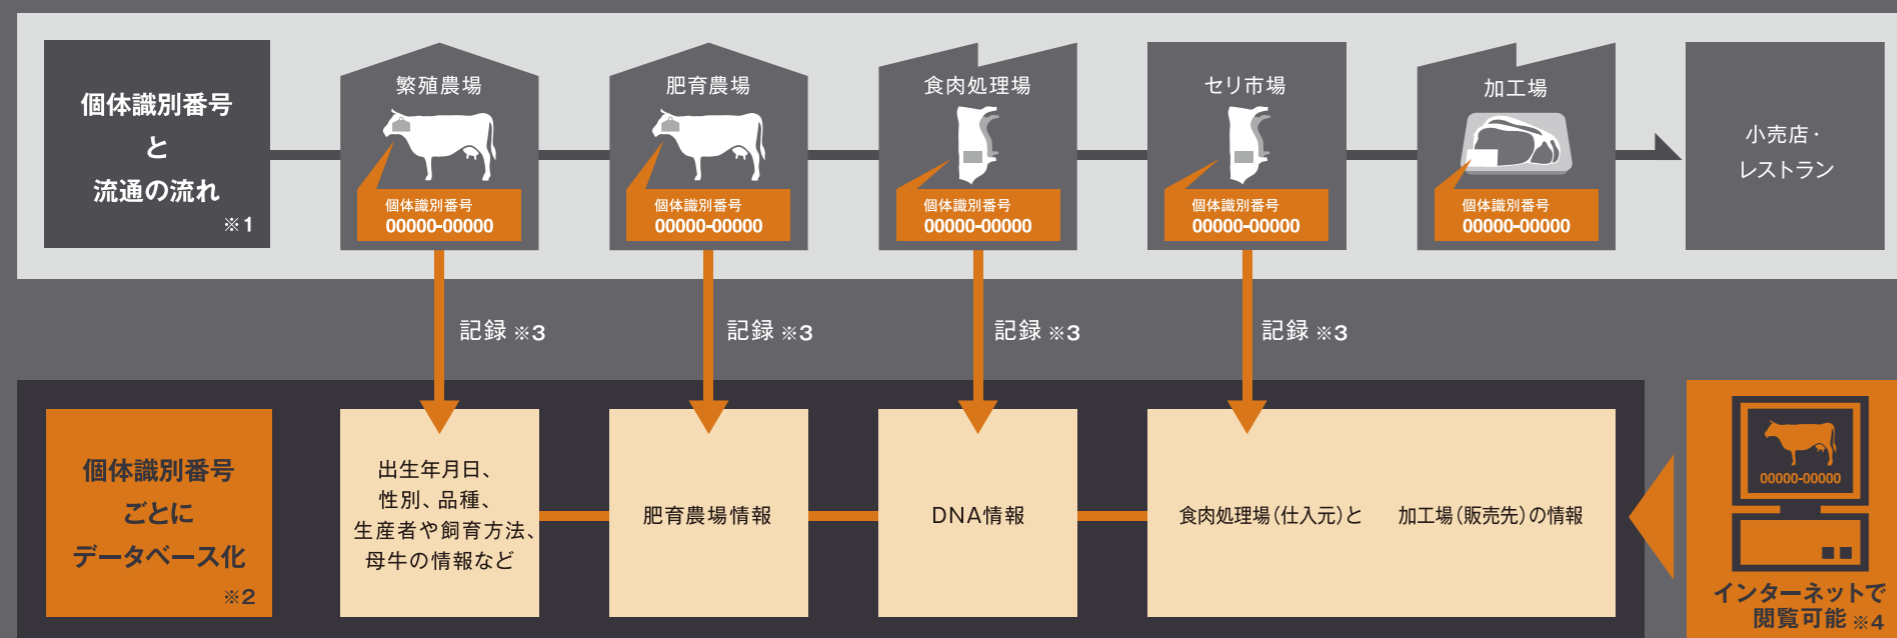 個体識別番号
と
流通の流れ
※1
繁殖農場
個体識別番号
00000-00000
肥育農場
個体識別番号
00000-00000
食肉処理場
個体識別番号
00000-00000
セリ市場
個体識別番号
00000-00000
加工場
個体識別番号
00000-00000
小売店・
レストラン
記録 ※3
記録 ※3
記録 ※3
記録 ※3
個体識別番号
ごとに
データベース化
※2
出生年月日、
性別、品種、
生産者や飼育方法、
母牛の情報など
肥育農場情報
DNA情報
食肉処理場(仕入元)と 加工場(販売先)の情報
00000-00000
インターネットで
閲覧可能 ※4